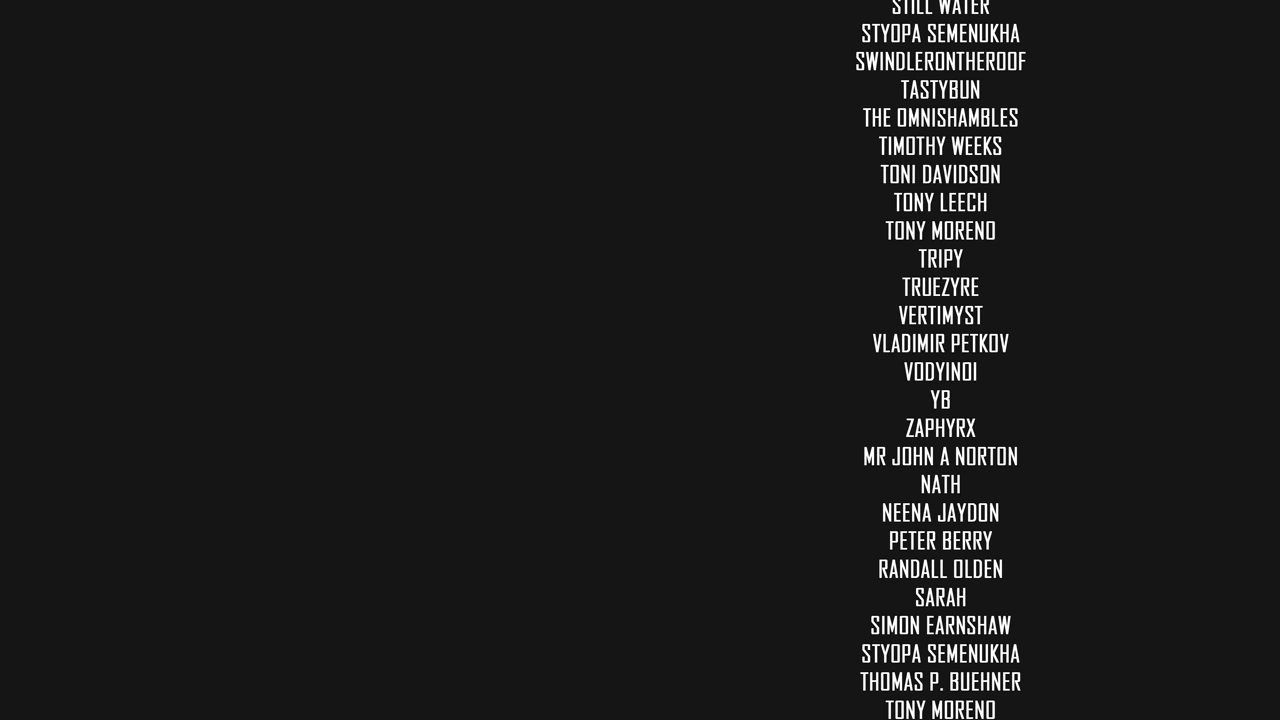 STILL WATER
STYOPA SEMENUKHA
SWINDLERONTHEROOF
TASTYBUN
THE OMNISHAMBLES
TIMOTHY WEEKS
TONI DAVIDSON
TONY LEECH
TONY MORENO
TRIPY
TRUEZYRE
VERTIMYST
VLADIMIR PETKOV
VODYINOI
YB
ZAPHYRX
MR JOHN A NORTON
NATH
NEENA JAYDON
PETER BERRY
RANDALL OLDEN
SARAH
SIMON EARNSHAW
STYOPA SEMENUKHA
THOMAS P. BUEHNER
TONY MORENO